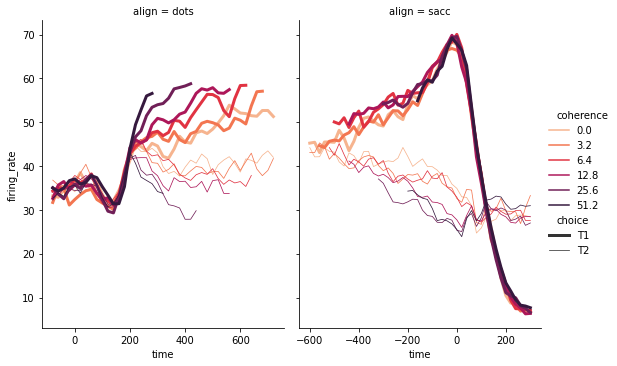 align = dots
align = sacc
firing_rate
70
60
50
40
30
20
10
0
200
400
600
time
−600
−400
−200
0
200
time
coherence
0.0
3.2
6.4
12.8
25.6
51.2
choice
T1
T2